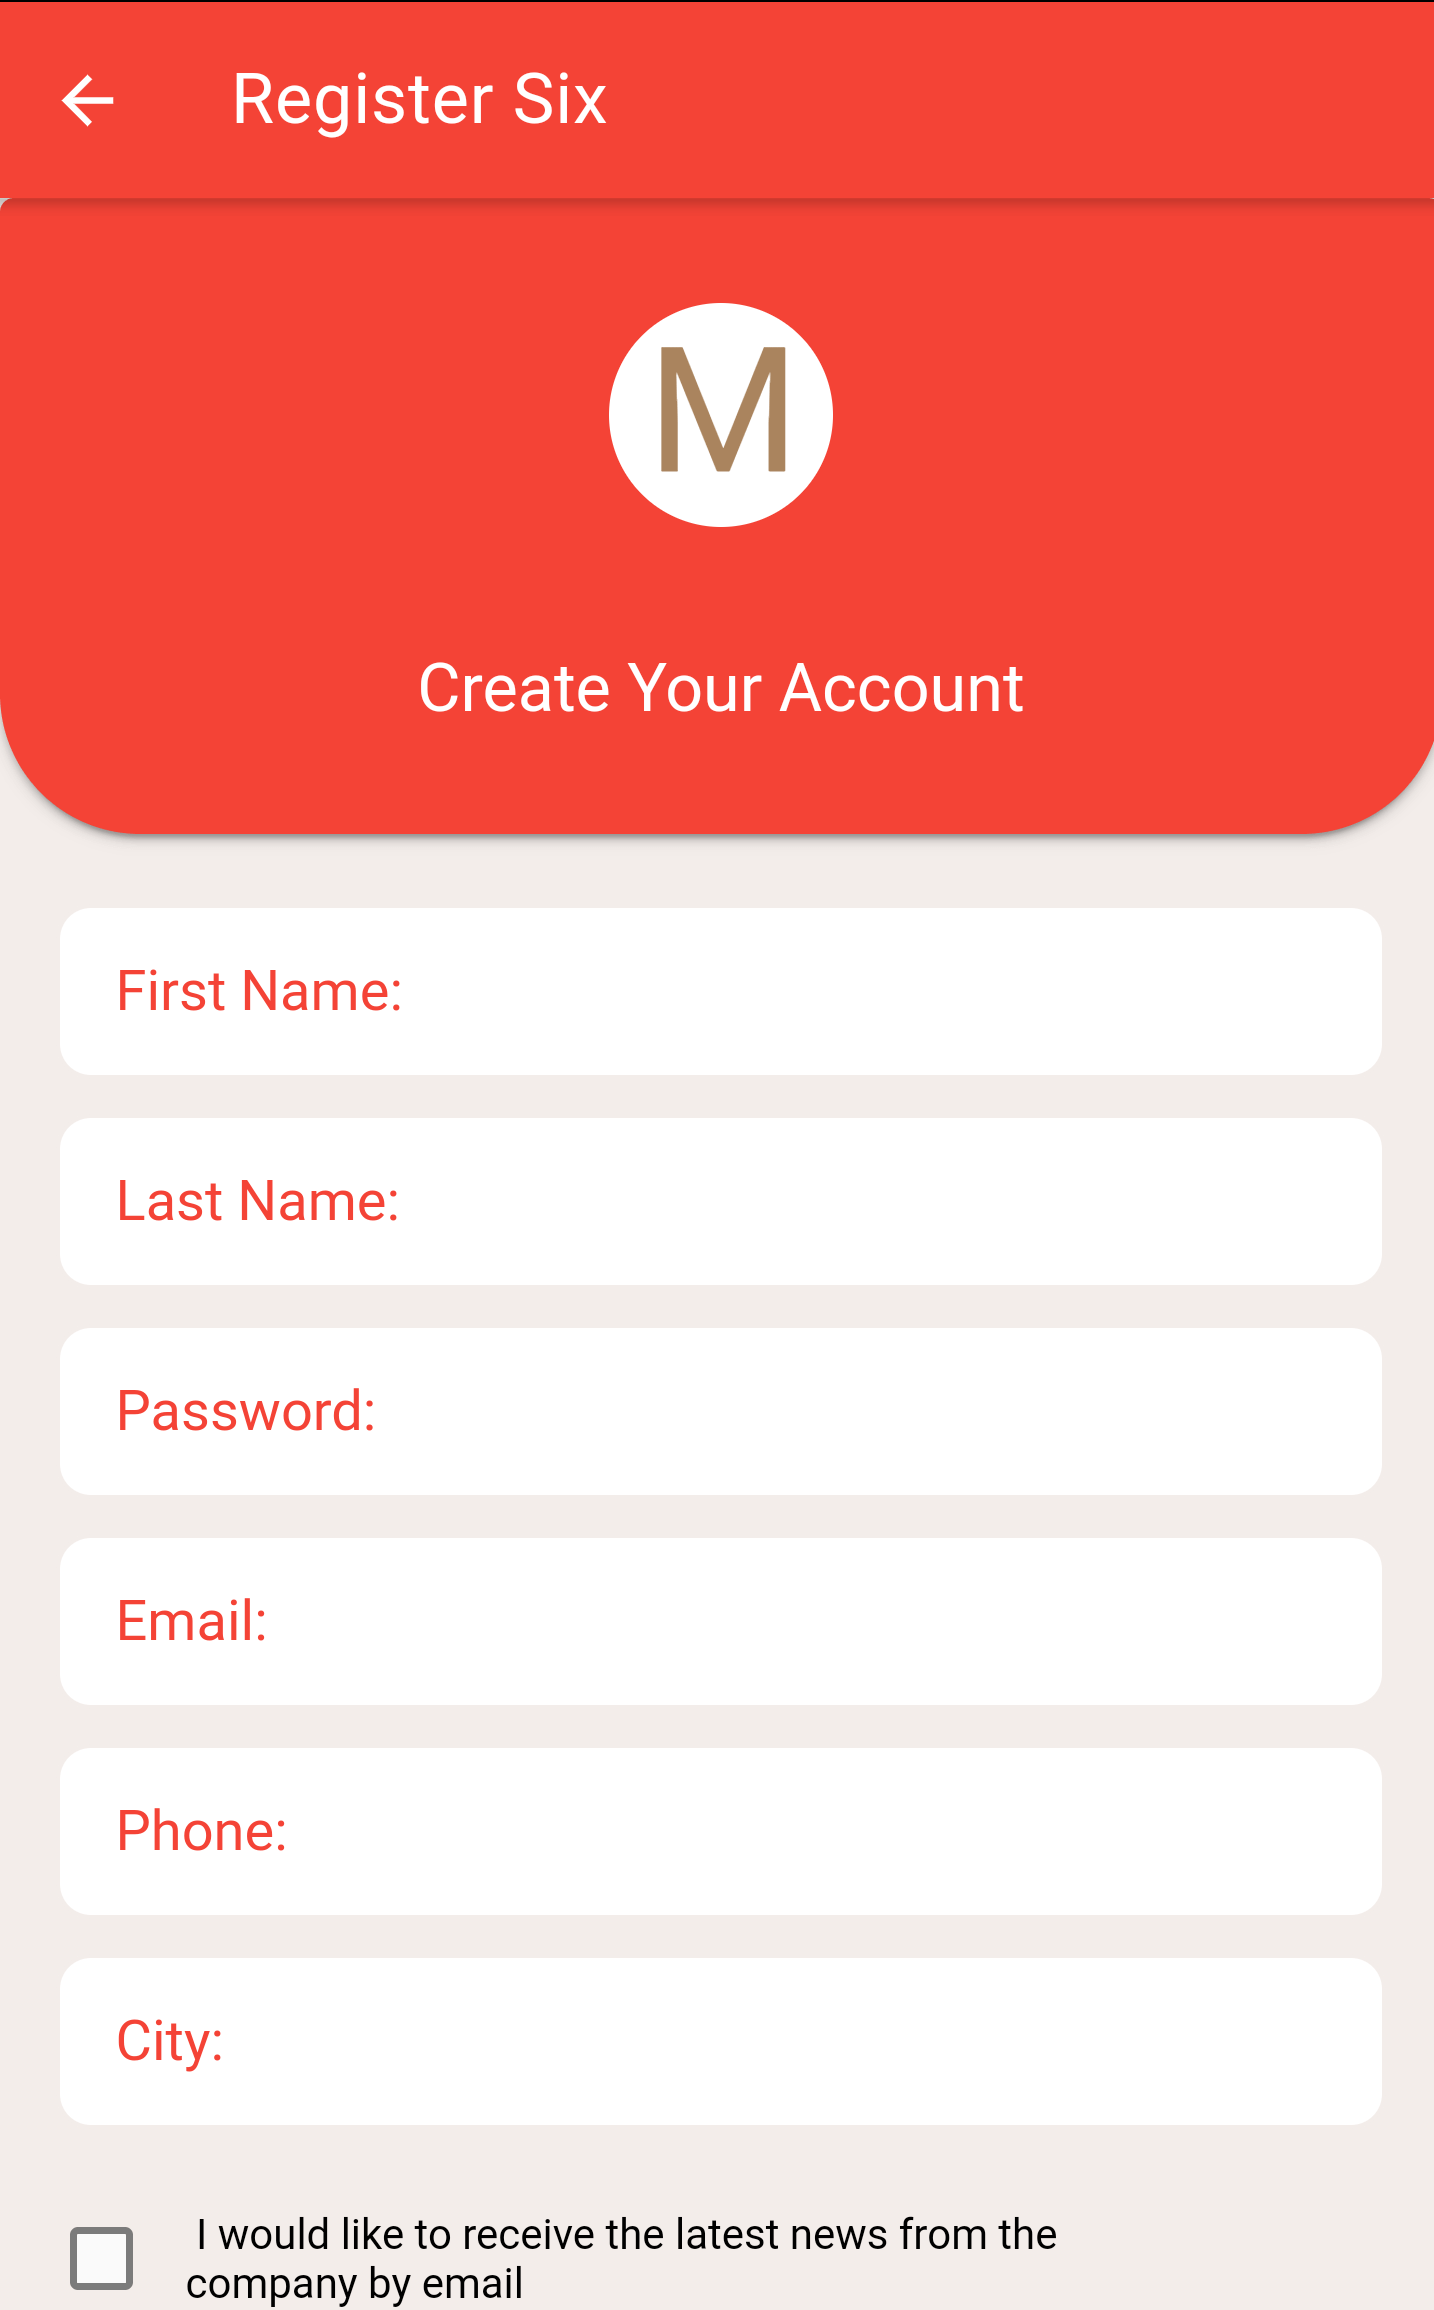 Register Six
M
Create Your Account
First Name:
Last Name:
Password:
Email:
Phone:
City:
I would like to receive the latest news from the
company by email